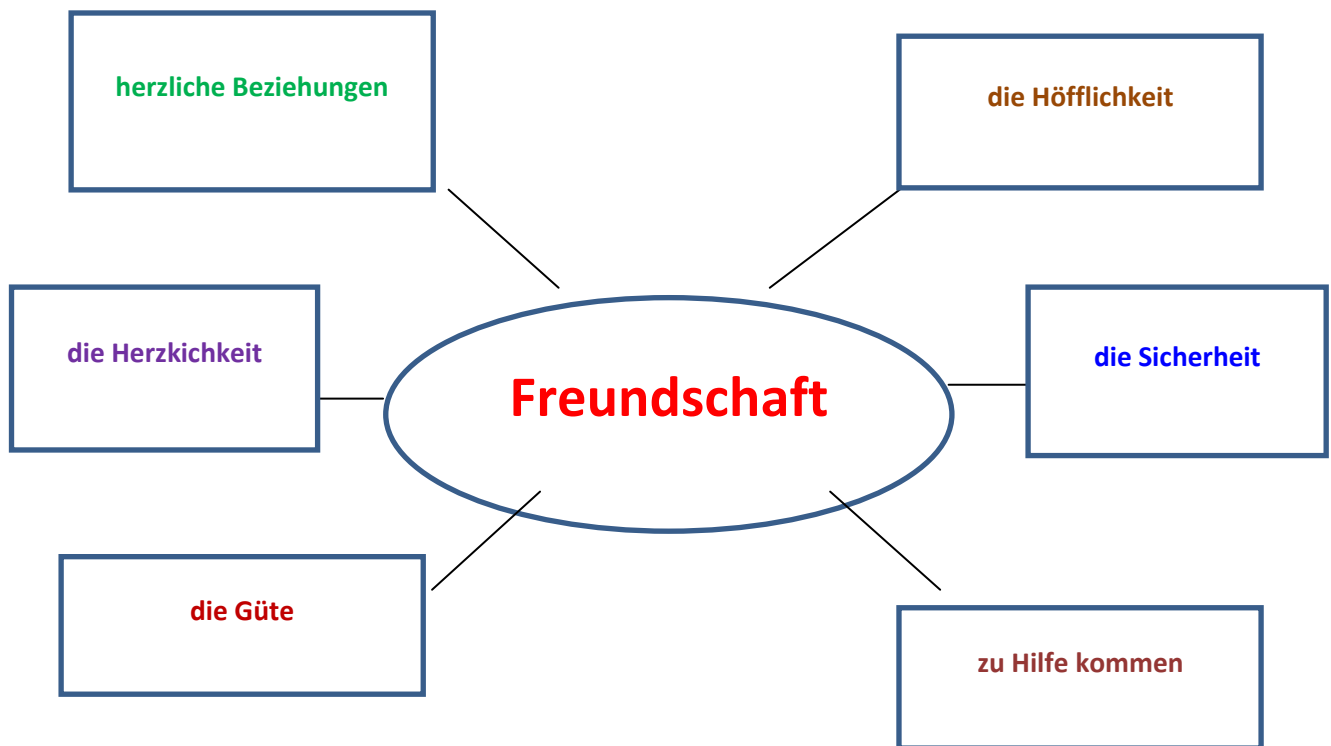 herzliche Beziehungen
die Höfflichkeit
die Herzkichkeit
die Sicherheit
Freundschaft
die Güte
zu Hilfe kommen